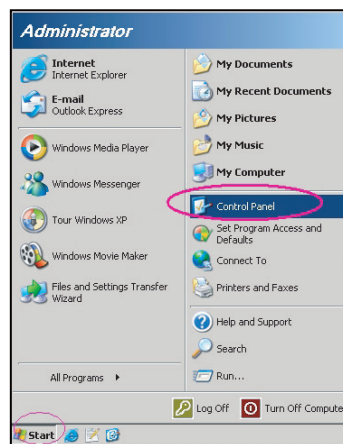 Administrator
Internet
Internet Explorer
E-mail
Outlook Express
Windows Media Player
Windows Messenger
Tour Windows XP
Windows Movie Maker
Files and Settings Transfer
Wizard
All Programs
My Documents
My Recent Documents
My Pictures
My Music
My Computer
Control Panel
Set Program Access and
Defaults
Connect To
Printers and Faxes
Help and Support
Search
Run...
Log Off
Turn Off Compute
Start